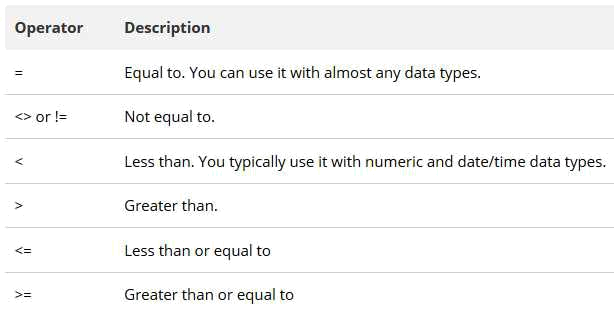 Operator Description
= Equal to. You can use it with almost any data types.
<> or != Not equal to.
< Less than. You typically use it with numeric and date/time data types.
> Greater than.
<= Less than or equal to
>= Greater than or equal to